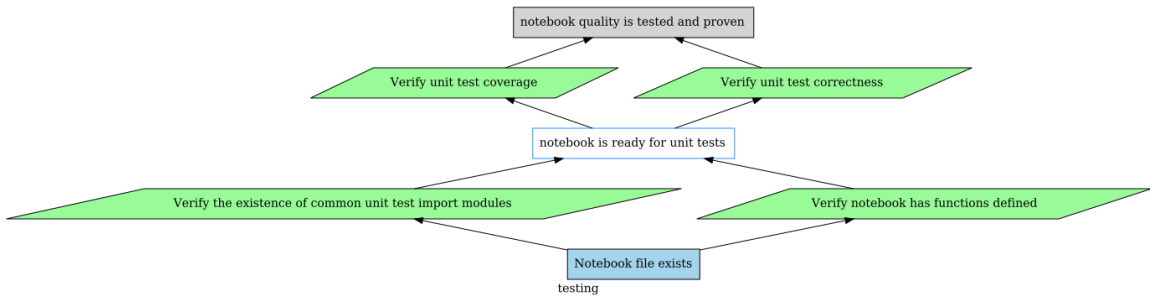 notebook quality is tested and proven
Verify unit test coverage
Verify unit test correctness
notebook is ready for unit tests
Verify the existence of common unit test import modules
Verify notebook has functions defined
Notebook file exists
testing